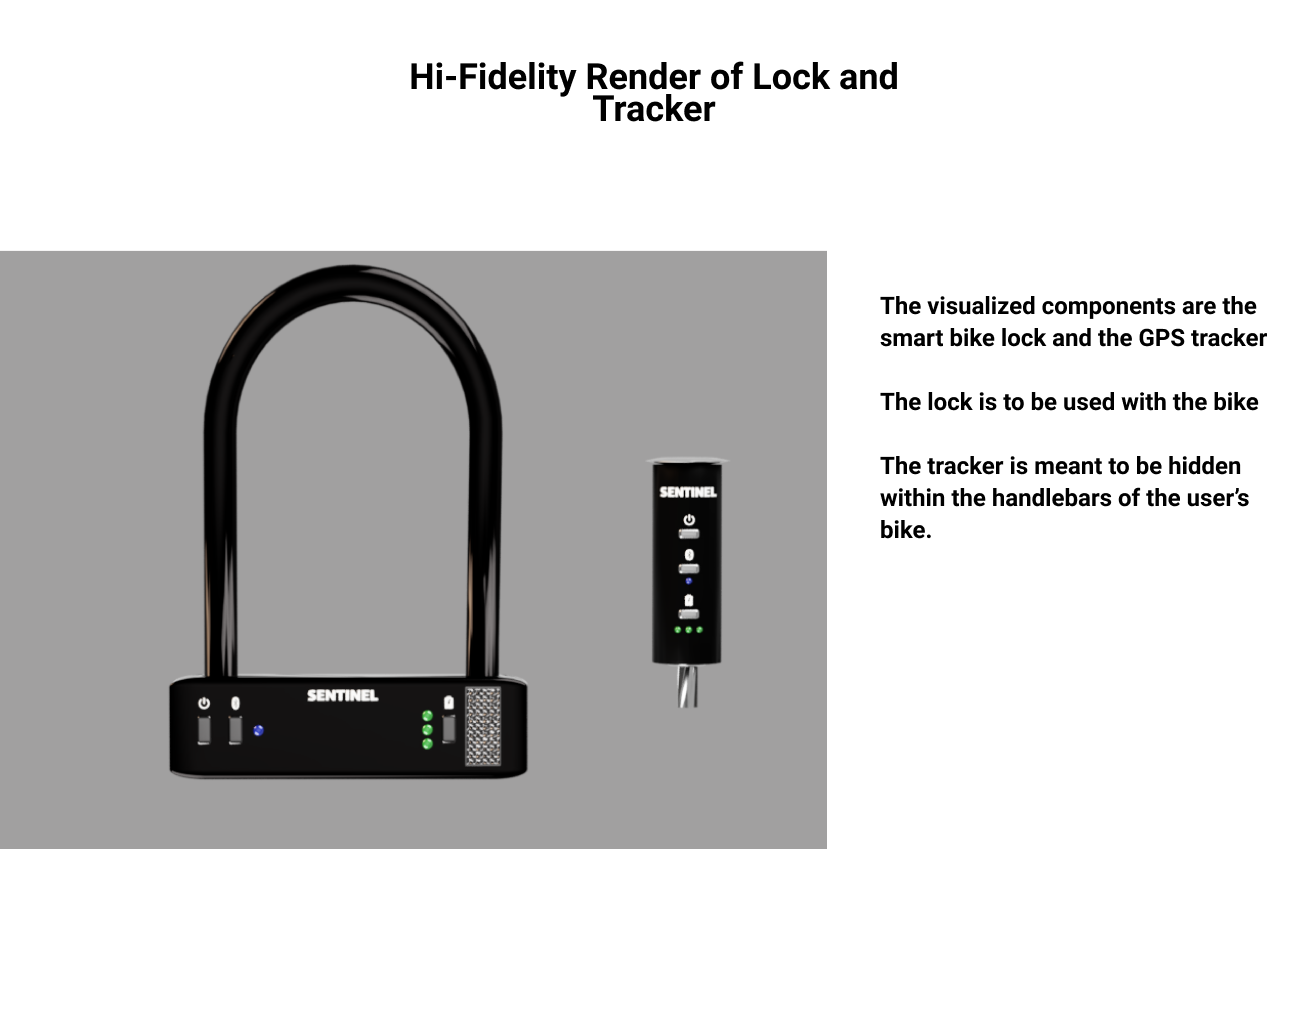 Hi-Fidelity Render of Lock and
Tracker
The visualized components are the
smart bike lock and the GPS tracker
The lock is to be used with the bike
The tracker is meant to be hidden
within the handlebars of the user’s
bike.
SENTINEL
SENTINEL